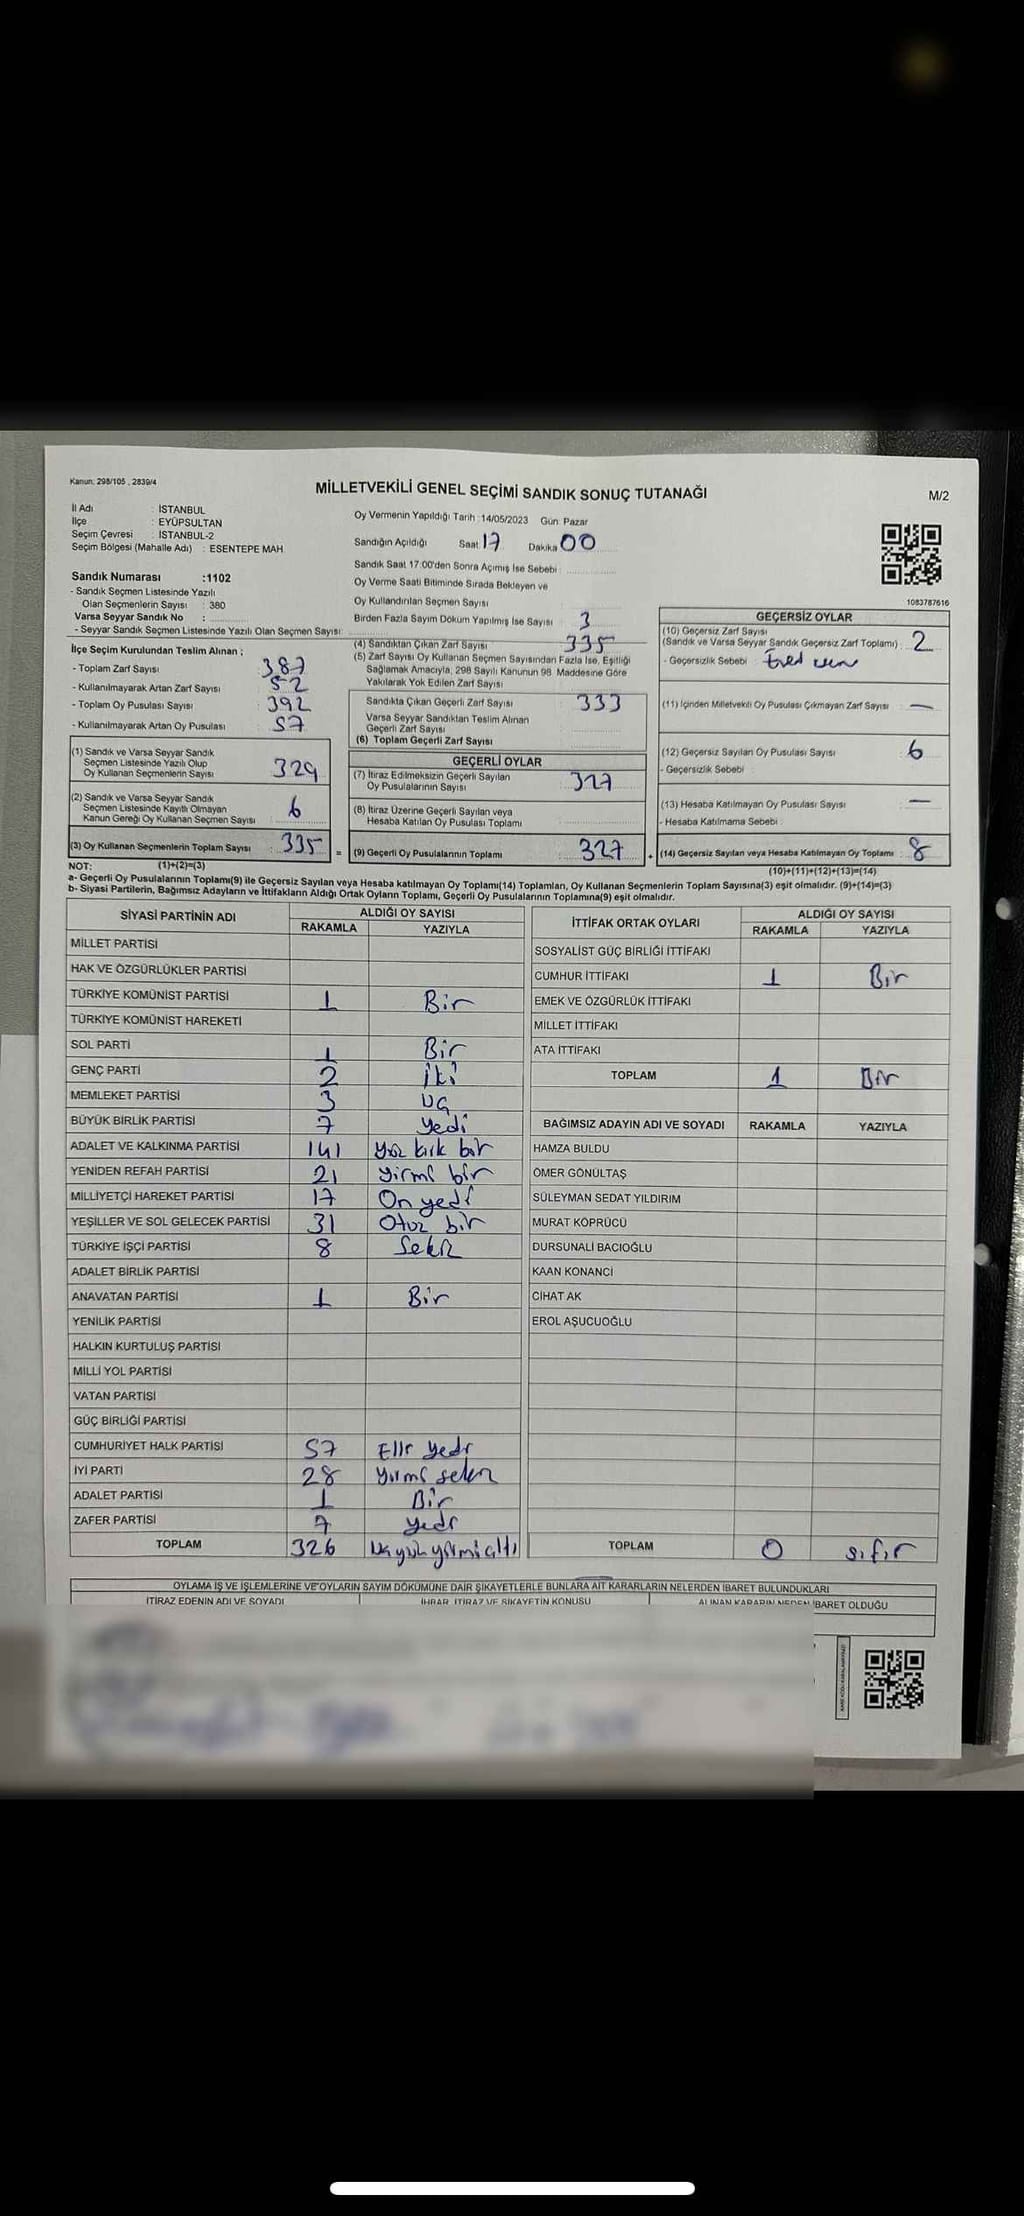 Kanun: 298/105 , 2839/4
MİLLETVEKİLİ GENEL SEÇİMİ SANDIK SONUÇ TUTANAĞI
M/2
İl Adı : İSTANBUL
İlçe : EYÜPSULTAN
Seçim Çevresi : İSTANBUL-2
Seçim Bölgesi (Mahalle Adı) : ESENTEPE MAH
Oy Vermenin Yapıldığı Tarih :14/05/2023 Gün: Pazar
Sandığın Açıldığı Saat 17 Dakika 00
Sandık Saat 17:00'den Sonra Açımış İse Sebebi :
Oy Verme Saati Bitiminde Sırada Bekleyen ve
Oy Kullandırılan Seçmen Sayısı
Birden Fazla Sayım Döküm Yapılmış İse Sayısı 3
1083787616
Sandık Numarası :1102
- Sandık Seçmen Listesinde Yazılı
Olan Seçmenlerin Sayısı : 380
Varsa Seyyar Sandık No :
- Seyyar Sandık Seçmen Listesinde Yazılı Olan Seçmen Sayısı:
İlçe Seçim Kurulundan Teslim Alınan ;
- Toplam Zarf Sayısı 387
- Kullanılmayarak Artan Zarf Sayısı 52
- Toplam Oy Pusulası Sayısı 392
- Kullanılmayarak Artan Oy Pusulası 57
(1) Sandık ve Varsa Seyyar Sandık
Seçmen Listesinde Yazılı Olup
Oy Kullanan Seçmenlerin Sayısı 329
(2) Sandık ve Varsa Seyyar Sandık
Seçmen Listesinde Kayıtlı Olmayan
Kanun Gereği Oy Kullanan Seçmen Sayısı 6
(3) Oy Kullanan Seçmenlerin Toplam Sayısı : 335 =
(4) Sandıktan Çıkan Zarf Sayısı 335
(5) Zarf Sayısı Oy Kullanan Seçmen Sayısından Fazla İse, Eşitliği
Sağlamak Amacıyla, 298 Sayılı Kanunun 98. Maddesine Göre
Yakılarak Yok Edilen Zarf Sayısı
Sandıkta Çıkan Geçerli Zarf Sayısı 333
Varsa Seyyar Sandıktan Teslim Alınan
Geçerli Zarf Sayısı
(6) Toplam Geçerli Zarf Sayısı
GEÇERLİ OYLAR
(7) İtiraz Edilmeksizin Geçerli Sayılan
Oy Pusulalarının Sayısı 327
(8) İtiraz Üzerine Geçerli Sayılan veya
Hesaba Katılan Oy Pusulası Toplamı
(9) Geçerli Oy Pusulalarının Toplamı : 327 +
GEÇERSİZ OYLAR
(10) Geçersiz Zarf Sayısı
(Sandık ve Varsa Seyyar Sandık Geçersiz Zarf Toplamı) 2
- Geçersizlik Sebebi :
(11) İçinden Milletvekili Oy Pusulası Çıkmayan Zarf Sayısı —
(12) Geçersiz Sayılan Oy Pusulası Sayısı 6
- Geçersizlik Sebebi :
(13) Hesaba Katılmayan Oy Pusulası Sayısı —
- Hesaba Katılmama Sebebi :
(14) Geçersiz Sayılan veya Hesaba Katılmayan Oy Toplamı : 8
NOT: (1)+(2)=(3)
(10)+(11)+(12)+(13)=(14)
a- Geçerli Oy Pusulalarının Toplamı(9) ile Geçersiz Sayılan veya Hesaba katılmayan Oy Toplamı(14) Toplamları, Oy Kullanan Seçmenlerin Toplam Sayısına(3) eşit olmalıdır. (9)+(14)=(3)
b- Siyasi Partilerin, Bağımsız Adayların ve İttifakların Aldığı Ortak Oyların Toplamı, Geçerli Oy Pusulalarının Toplamına(9) eşit olmalıdır.
SİYASİ PARTİNİN ADI ALDIĞI OY SAYISI
RAKAMLA YAZIYLA
MİLLET PARTİSİ
HAK VE ÖZGÜRLÜKLER PARTİSİ
TÜRKİYE KOMÜNİST PARTİSİ 1 Bir
TÜRKİYE KOMÜNİST HAREKETİ
SOL PARTİ 1 Bir
GENÇ PARTİ 2 İki
MEMLEKET PARTİSİ 3 üç
BÜYÜK BİRLİK PARTİSİ 7 Yedi
ADALET VE KALKINMA PARTİSİ 141 Yüz kırk bir
YENİDEN REFAH PARTİSİ 21 Yirmi bir
MİLLİYETÇİ HAREKET PARTİSİ 17 On yedi
YEŞİLLER VE SOL GELECEK PARTİSİ 31 Otuz bir
TÜRKİYE İŞÇİ PARTİSİ 8 Sekiz
ADALET BİRLİK PARTİSİ
ANAVATAN PARTİSİ 1 Bir
YENİLİK PARTİSİ
HALKIN KURTULUŞ PARTİSİ
MİLLİ YOL PARTİSİ
VATAN PARTİSİ
GÜÇ BİRLİĞİ PARTİSİ
CUMHURİYET HALK PARTİSİ 57 Elli yedi
İYİ PARTİ 28 Yirmi sekiz
ADALET PARTİSİ 1 Bir
ZAFER PARTİSİ 7 yedi
TOPLAM 326 Üç yüz yirmi altı
İTTİFAK ORTAK OYLARI ALDIĞI OY SAYISI
RAKAMLA YAZIYLA
SOSYALİST GÜÇ BİRLİĞİ İTTİFAKI
CUMHUR İTTİFAKI 1 Bir
EMEK VE ÖZGÜRLÜK İTTİFAKI
MİLLET İTTİFAKI
ATA İTTİFAKI
TOPLAM 1 Bir
BAĞIMSIZ ADAYIN ADI VE SOYADI RAKAMLA YAZIYLA
HAMZA BULDU
ÖMER GÖNÜLTAŞ
SÜLEYMAN SEDAT YILDIRIM
MURAT KÖPRÜCÜ
DURSUNALİ BACIOĞLU
KAAN KONANCİ
CİHAT AK
EROL AŞUCUOĞLU
TOPLAM 0 sıfır
OYLAMA İŞ VE İŞLEMLERİNE VE OYLARIN SAYIM DÖKÜMÜNE DAİR ŞİKAYETLERLE BUNLARA AİT KARARLARIN NELERDEN İBARET BULUNDUKLARI
İTİRAZ EDENİN ADI VE SOYADI İHBAR, İTİRAZ VE ŞİKAYETİN KONUSU ALINAN KARARIN NEDEN İBARET OLDUĞU